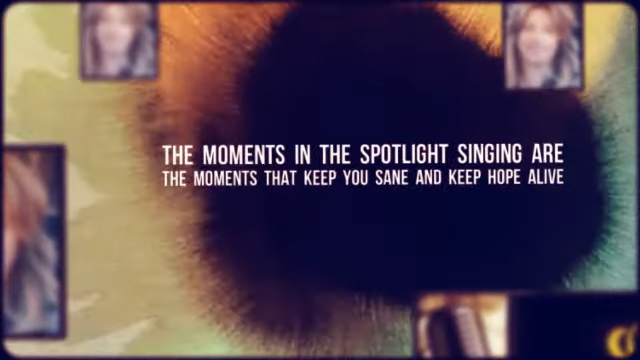 THE MOMENTS IN THE SPOTLIGHT SINGING ARE
THE MOMENTS THAT KEEP YOU SANE AND KEEP HOPE ALIVE